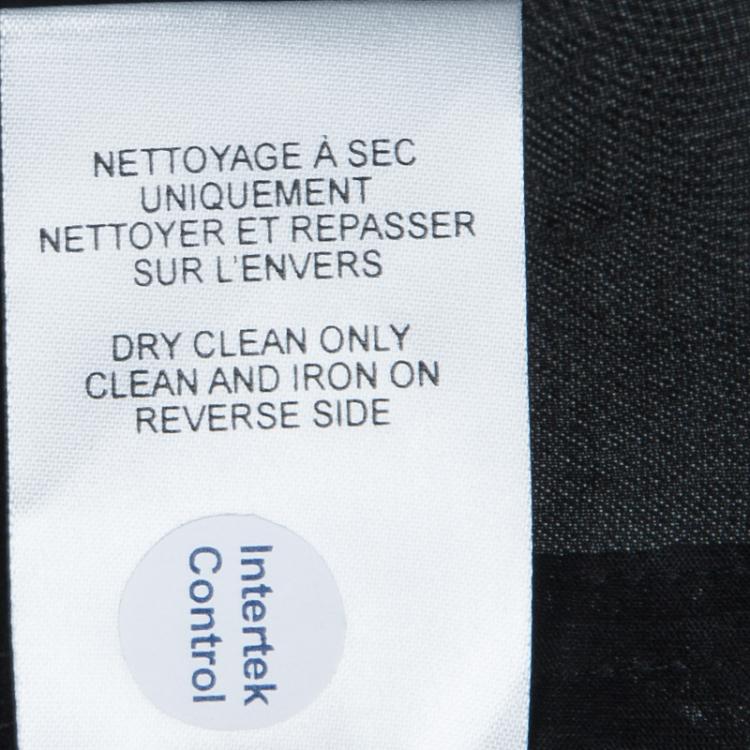 NETTOYAGE À SEC
UNIQUEMENT
NETTOYER ET REPASSER
SUR L'ENVERS
DRY CLEAN ONLY
CLEAN AND IRON ON
REVERSE SIDE
Intertek
Control